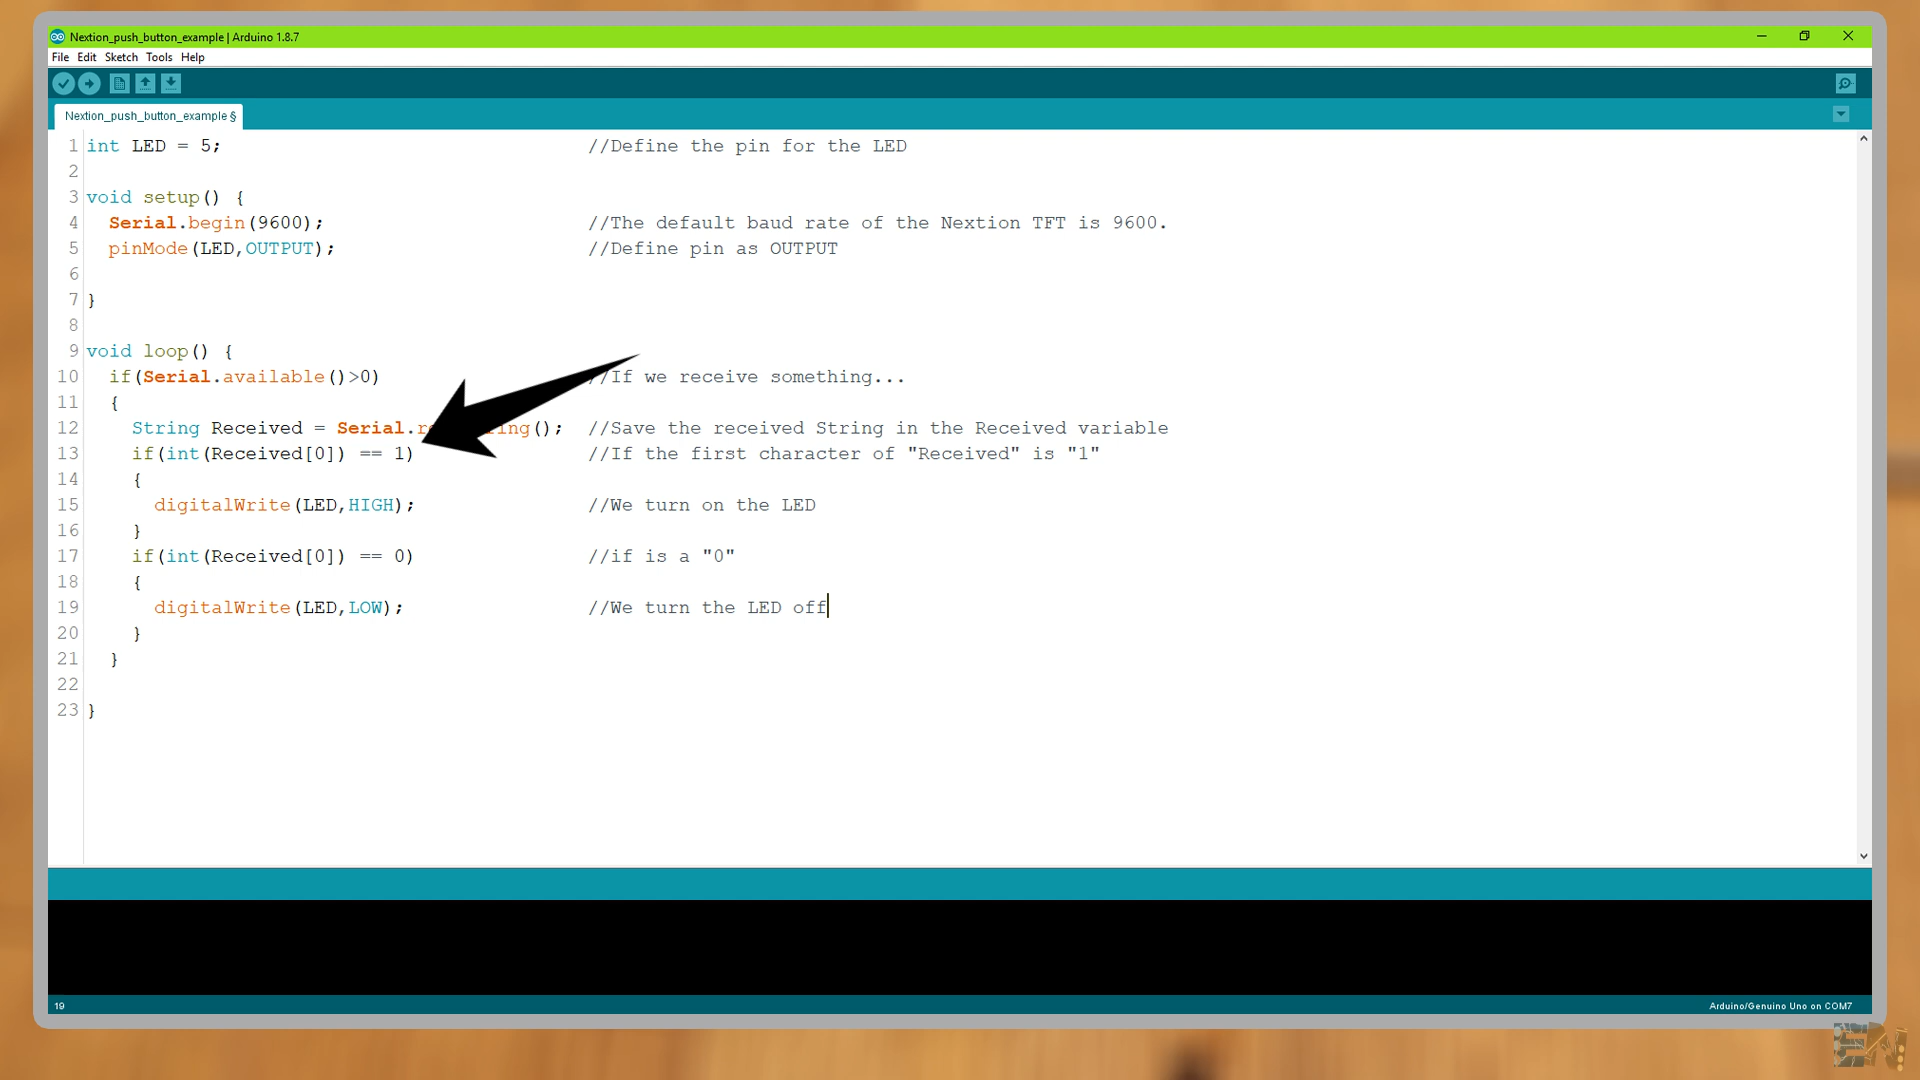 Nextion_push_button_example | Arduino 1.8.7
File Edit Sketch Tools Help
Nextion_push_button_example §
1 int LED = 5; //Define the pin for the LED
2
3 void setup() {
4 Serial.begin(9600); //The default baud rate of the Nextion TFT is 9600.
5 pinMode(LED,OUTPUT); //Define pin as OUTPUT
6
7 }
8
9 void loop() {
10 if(Serial.available()>0) //If we receive something...
11 {
12 String Received = Serial.r ing(); //Save the received String in the Received variable
13 if(int(Received[0]) == 1) //If the first character of "Received" is "1"
14 {
15 digitalWrite(LED,HIGH); //We turn on the LED
16 }
17 if(int(Received[0]) == 0) //if is a "0"
18 {
19 digitalWrite(LED,LOW); //We turn the LED off
20 }
21 }
22
23 }
19
Arduino/Genuino Uno on COM7
EN